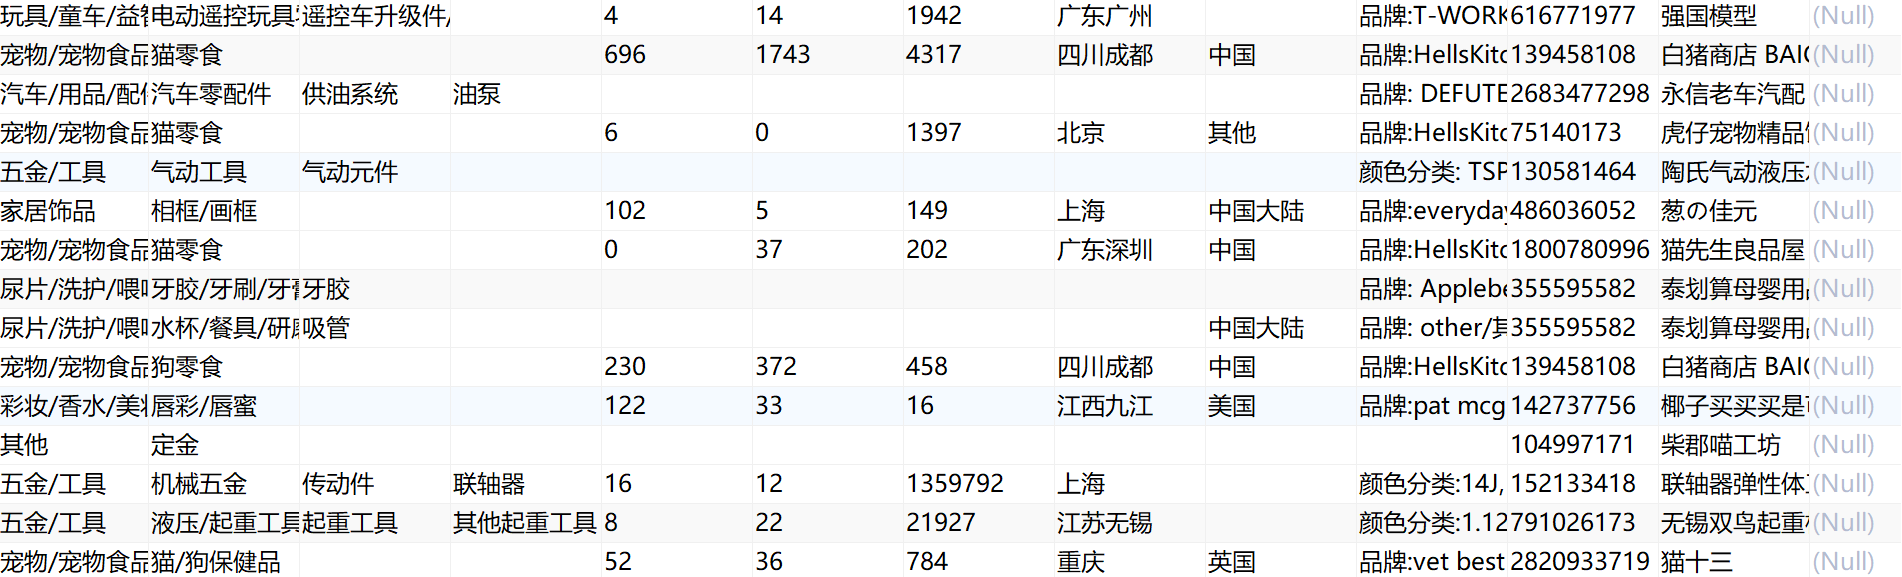 玩具/童车/益智 电动遥控玩具 遥控车升级件/ 4 14 1942 广东广州 品牌:T-WORK 616771977 强国模型 (Null)
宠物/宠物食品 猫零食 696 1743 4317 四川成都 中国 品牌:HellsKitc 139458108 白猪商店 BAI (Null)
汽车/用品/配件 汽车零配件 供油系统 油泵 品牌: DEFUTE 2683477298 永信老车汽配 (Null)
宠物/宠物食品 猫零食 6 0 1397 北京 其他 品牌:HellsKitc 75140173 虎仔宠物精品 (Null)
五金/工具 气动工具 气动元件 颜色分类: TSP 130581464 陶氏气动液压 (Null)
家居饰品 相框/画框 102 5 149 上海 中国大陆 品牌:everyday 486036052 葱の佳元 (Null)
宠物/宠物食品 猫零食 0 37 202 广东深圳 中国 品牌:HellsKitc 1800780996 猫先生良品屋 (Null)
尿片/洗护/喂 牙胶/牙刷/牙膏 牙胶 品牌: Applebe 355595582 泰划算母婴用品 (Null)
尿片/洗护/喂 水杯/餐具/研磨 吸管 中国大陆 品牌: other/其 355595582 泰划算母婴用品 (Null)
宠物/宠物食品 狗零食 230 372 458 四川成都 中国 品牌:HellsKitc 139458108 白猪商店 BAI (Null)
彩妆/香水/美妆 唇彩/唇蜜 122 33 16 江西九江 美国 品牌:pat mcg 142737756 椰子买买买是 (Null)
其他 定金 104997171 柴郡喵工坊 (Null)
五金/工具 机械五金 传动件 联轴器 16 12 1359792 上海 颜色分类:14J, 152133418 联轴器弹性体 (Null)
五金/工具 液压/起重工具 起重工具 其他起重工具 8 22 21927 江苏无锡 颜色分类:1.12 791026173 无锡双鸟起重 (Null)
宠物/宠物食品 猫/狗保健品 52 36 784 重庆 英国 品牌:vet best 2820933719 猫十三 (Null)